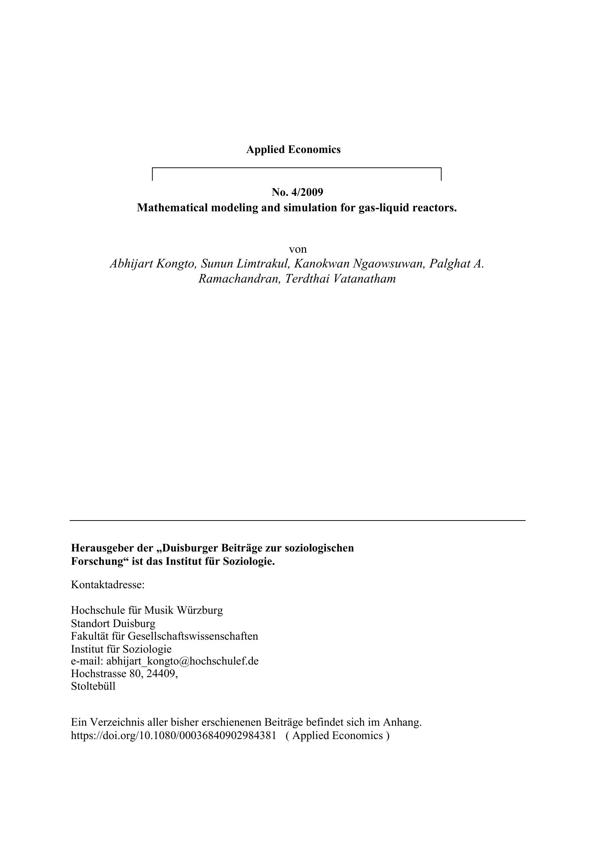 Applied Economics
No. 4/2009
Mathematical modeling and simulation for gas-liquid reactors.
von
Abhijart Kongto, Sunun Limtrakul, Kanokwan Ngaowsuwan, Palghat A.
Ramachandran, Terdthai Vatanatham
Herausgeber der „Duisburger Beiträge zur soziologischen
Forschung“ ist das Institut für Soziologie.
Kontaktadresse:
Hochschule für Musik Würzburg
Standort Duisburg
Fakultät für Gesellschaftswissenschaften
Institut für Soziologie
e-mail: abhijart_kongto@hochschulef.de
Hochstrasse 80, 24409,
Stoltebüll
Ein Verzeichnis aller bisher erschienenen Beiträge befindet sich im Anhang.
https://doi.org/10.1080/00036840902984381 ( Applied Economics )